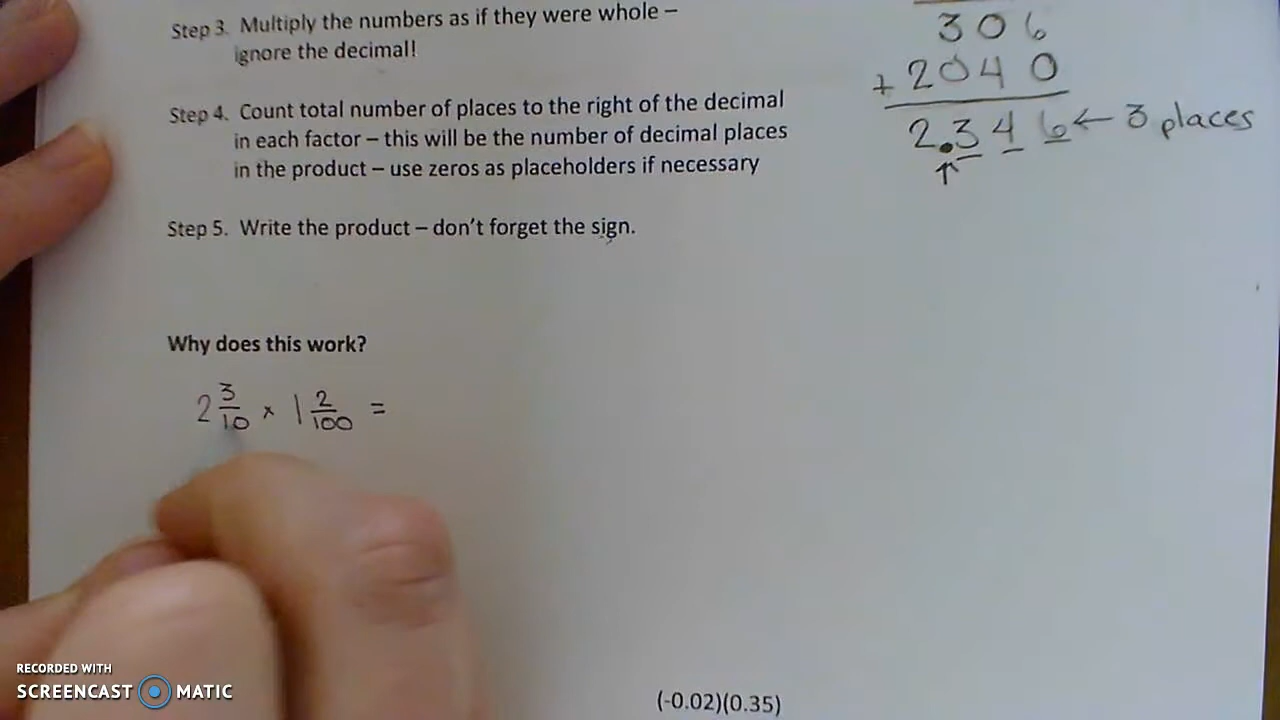 Step 3. Multiply the numbers as if they were whole –
ignore the decimal!
Step 4. Count total number of places to the right of the decimal
in each factor – this will be the number of decimal places
in the product – use zeros as placeholders if necessary
Step 5. Write the product – don't forget the sign.
306
+ 2040
2.346 ← 3 places
↑
Why does this work?
2 3/10 × 1 2/100 =
(-0.02)(0.35)
RECORDED WITH
SCREENCAST MATIC